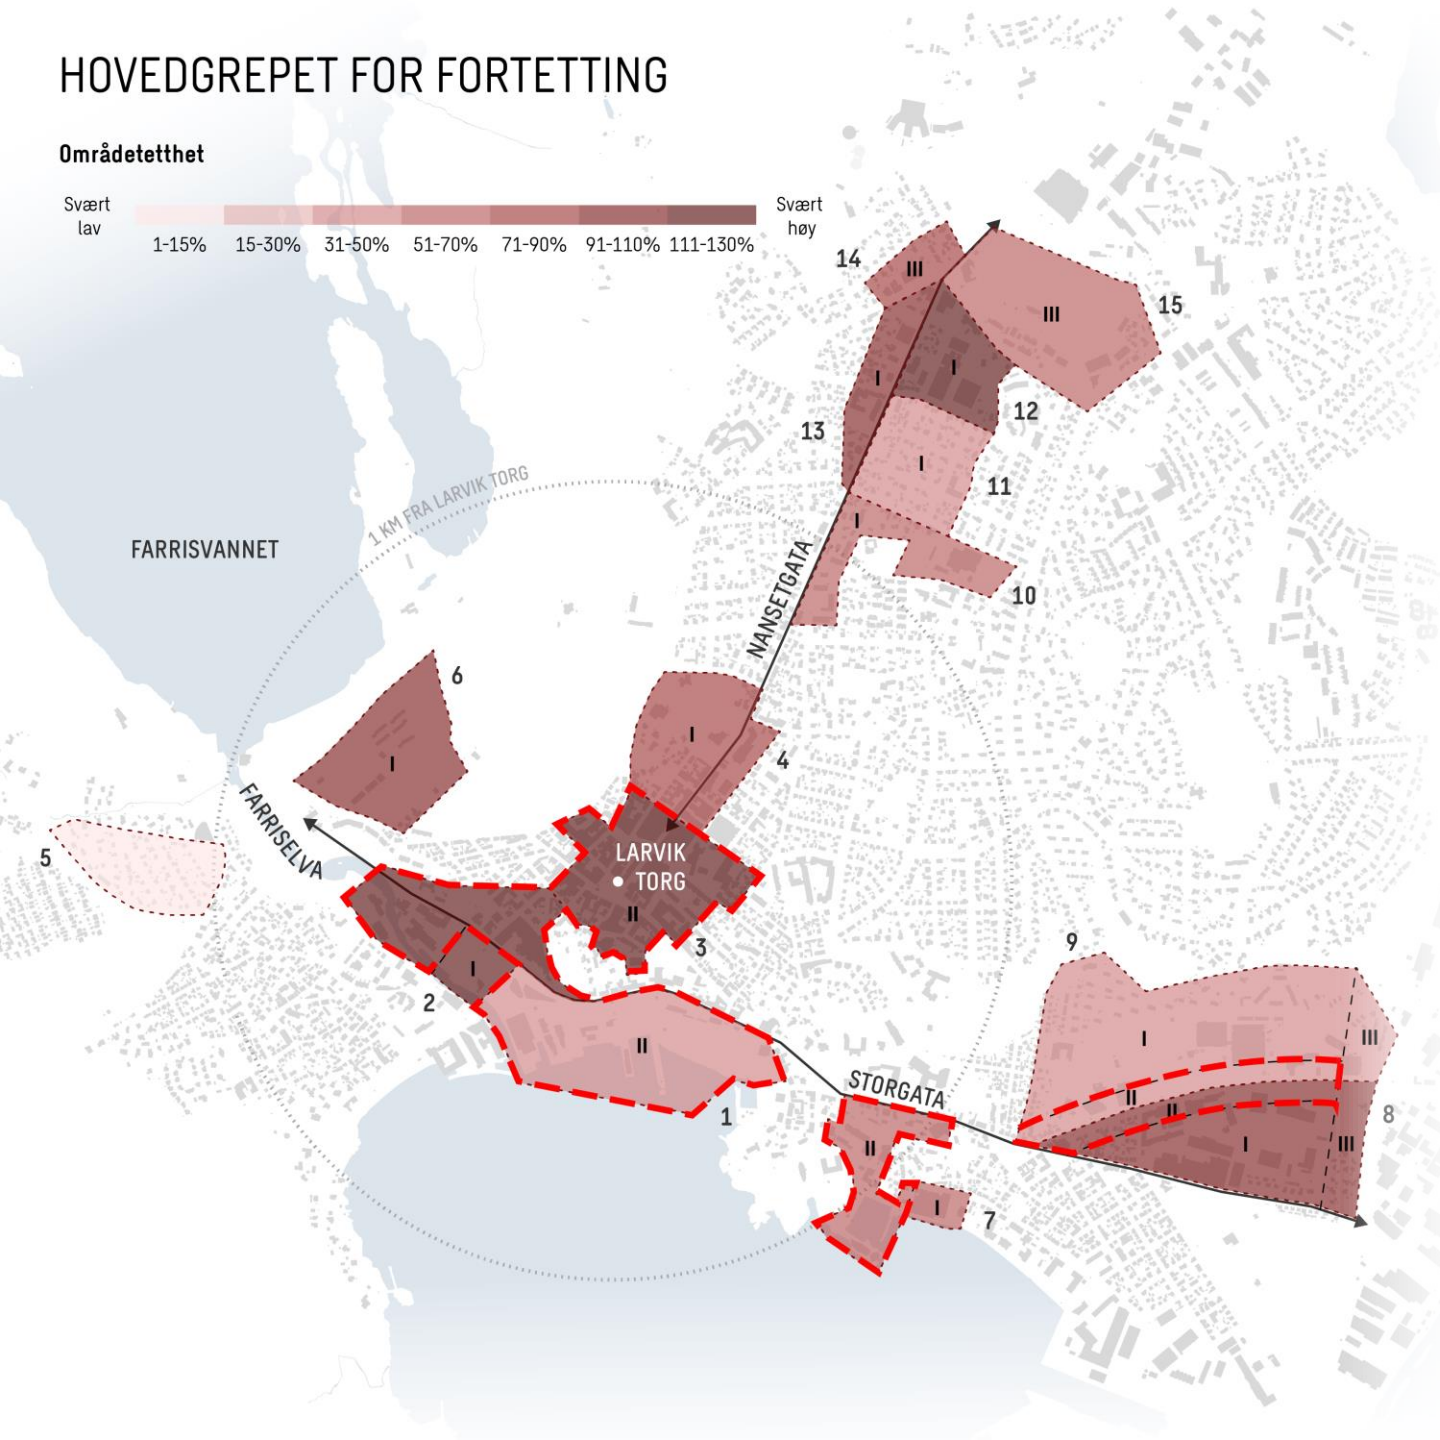 HOVEDGREPET FOR FORTETTING
Områdetetthet
Svært
lav
1-15%
15-30%
31-50%
51-70%
71-90%
91-110%
111-130%
Svært
høy
14
III
III
15
I
I
12
13
I
11
1 KM FRA LARVIK TORG
I
FARRISVANNET
NANSETGATA
10
6
I
I
4
FARRISELVA
5
LARVIK
TORG
II
3
I
2
II
1
9
I
III
STORGATA
II
II
8
II
I
III
I
7